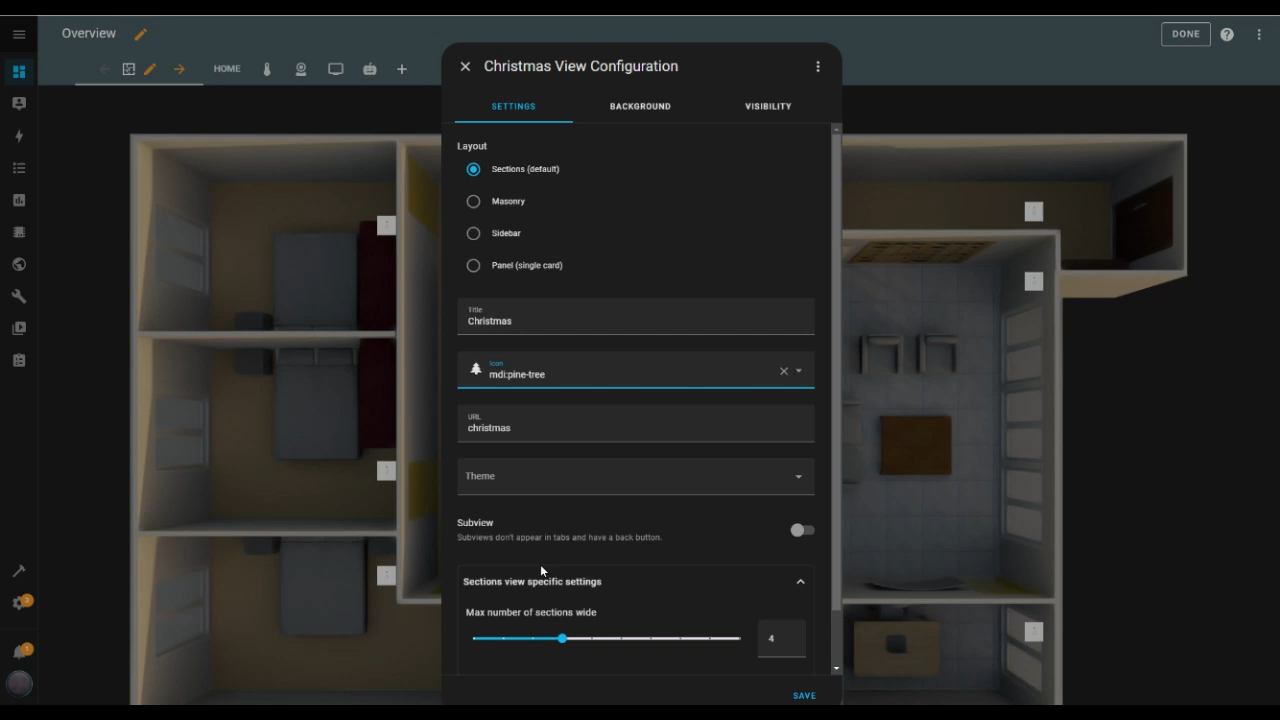 Overview
DONE
HOME
Christmas View Configuration
SETTINGS
BACKGROUND
VISIBILITY
Layout
Sections (default)
Masonry
Sidebar
Panel (single card)
Title
Christmas
Icon
mdi:pine-tree
URL
christmas
Theme
Subview
Subviews don't appear in tabs and have a back button.
Sections view specific settings
Max number of sections wide
4
SAVE